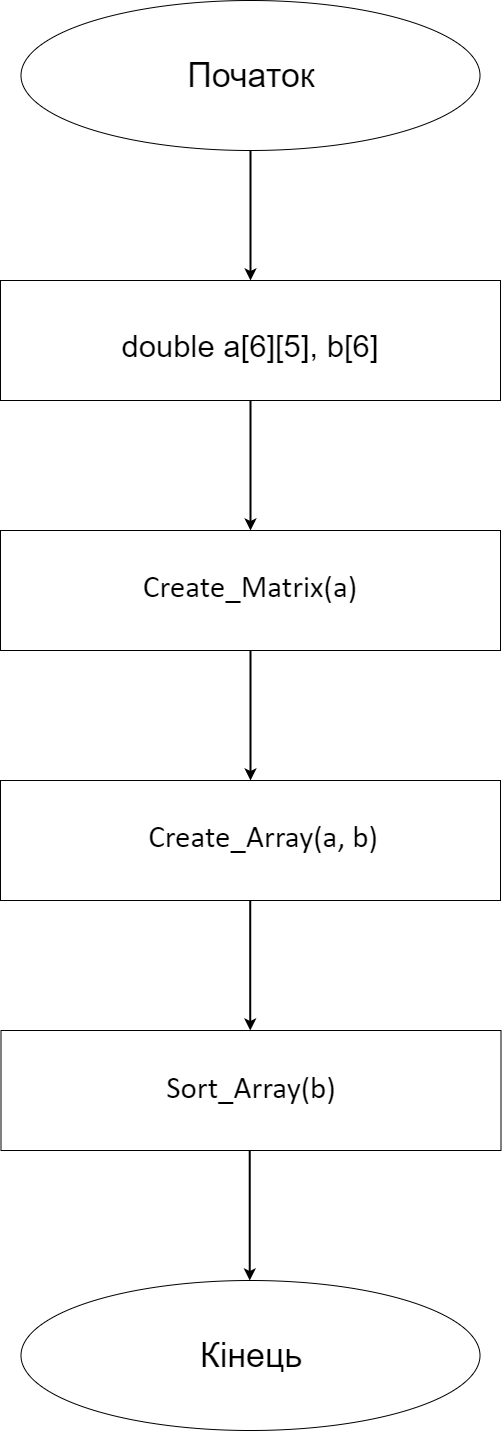 Початок
double a[6][5], b[6]
Create_Matrix(a)
Create_Array(a, b)
Sort_Array(b)
Кінець